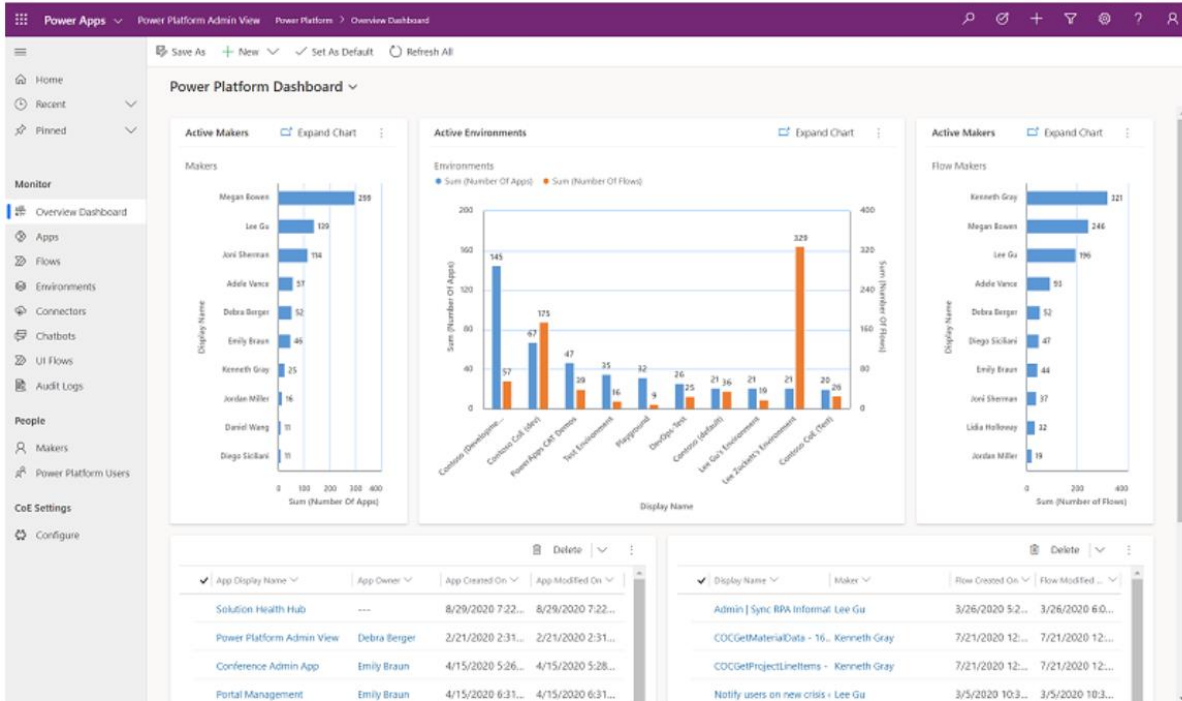 Power Apps Power Platform Admin View Power Platform > Overview Dashboard ?
Save As New Set As Default Refresh All
Home
Recent
Pinned
Monitor
Overview Dashboard
Apps
Flows
Environments
Connectors
Chatbots
UI Flows
Audit Logs
People
Makers
Power Platform Users
CoE Settings
Configure
Power Platform Dashboard
Active Makers Expand Chart
Makers
Display Name
Megan Bowen
Lee Gu 139
Joni Sherman 114
Adele Vance 57
Debra Berger 52
Emily Braun 46
Kenneth Gray 25
Jordan Miller 16
Daniel Wang 11
Diego Siciliani 11
0 100 200 300 400
Sum (Number Of Apps)
Active Environments Expand Chart
Environments
Sum (Number Of Apps) Sum (Number Of Flows)
Sum (Number Of Apps)
200
160
120
80
40
0
145 57
67 175
47 39
35 16
32 9
26 25
21 36
21 19
21 329
20 26
400
320
240
160
80
0
Sum (Number Of Flows)
Contoso (Developme...
Contoso CoE (dev)
PowerApps CAT Demos
Test Environment
Playground
DevOps-Test
Contoso (default)
Lee Gu's Environment
Lee Zuckett's Environment
Contoso CoE (Test)
Display Name
Active Makers Expand Chart
Flow Makers
Display Name
Kenneth Gray 321
Megan Bowen 246
Lee Gu 196
Adele Vance 93
Debra Berger 52
Diego Siciliani 47
Emily Braun 44
Joni Sherman 37
Lidia Holloway 32
Jordan Miller 19
0 200 400
Sum (Number of Flows)
Delete
App Display Name App Owner App Created On App Modified On
Solution Health Hub --- 8/29/2020 7:22... 8/29/2020 7:22...
Power Platform Admin View Debra Berger 2/21/2020 2:31... 2/21/2020 2:31...
Conference Admin App Emily Braun 4/15/2020 5:26... 4/15/2020 5:28...
Portal Management Emily Braun 4/15/2020 6:31... 4/15/2020 6:31...
Delete
Display Name Maker Flow Created On Flow Modified ...
Admin | Sync RPA Informat Lee Gu 3/26/2020 5:2... 3/26/2020 6:0...
COCGetMaterialData - 16... Kenneth Gray 7/21/2020 12:... 7/21/2020 12:...
COCGetProjectLineItems - Kenneth Gray 7/21/2020 12:... 7/21/2020 12:...
Notify users on new crisis Lee Gu 3/5/2020 10:3... 3/5/2020 10:3...